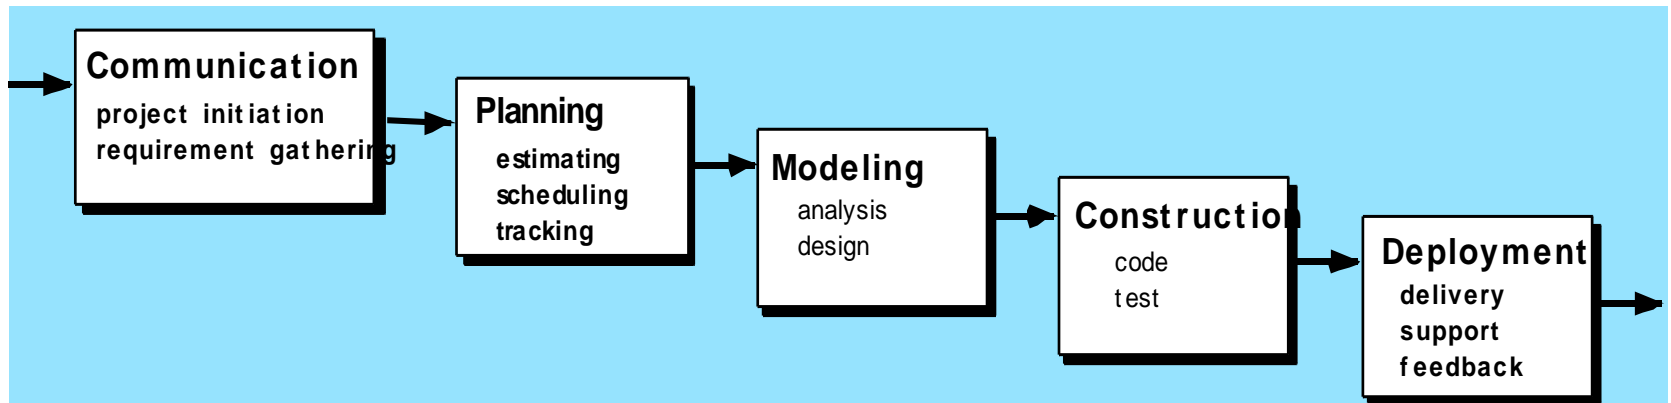 Communication
project initiation
requirement gathering
Planning
estimating
scheduling
tracking
Modeling
analysis
design
Construction
code
test
Deployment
delivery
support
feedback